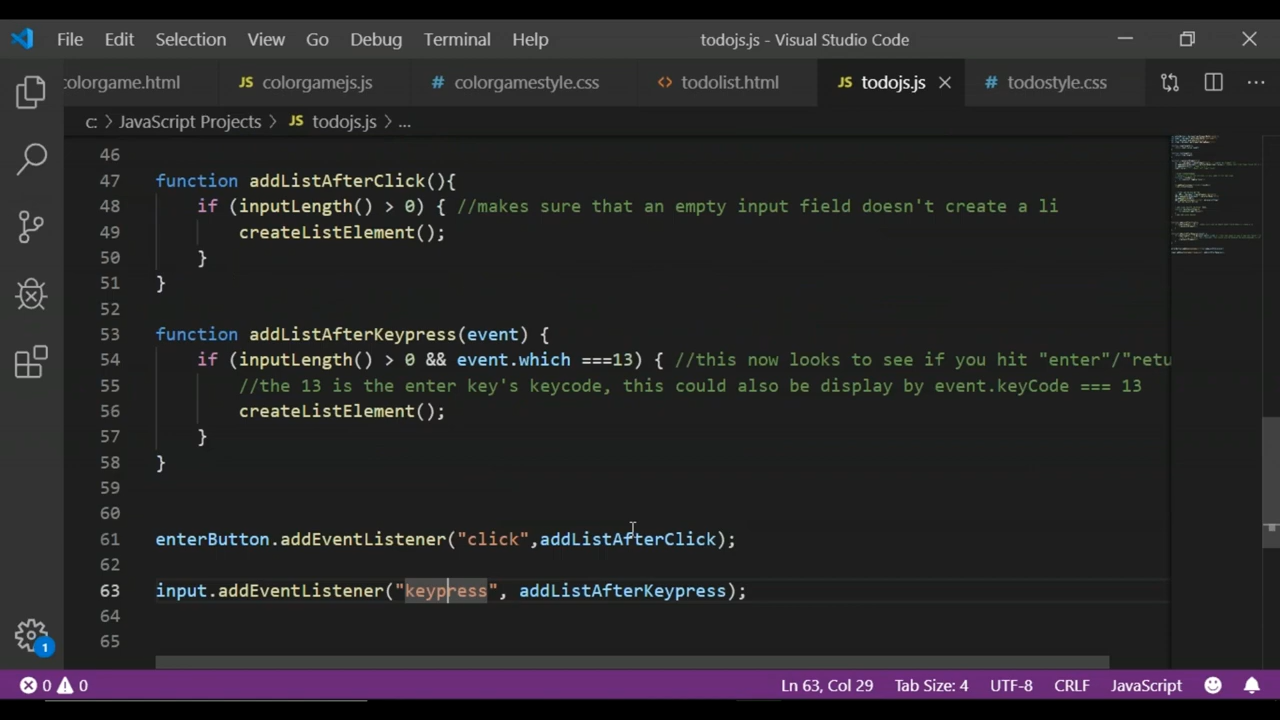 File Edit Selection View Go Debug Terminal Help todojs.js - Visual Studio Code
colorgame.html JS colorgamejs.js # colorgamestyle.css <> todolist.html JS todojs.js # todostyle.css ...
c: > JavaScript Projects > JS todojs.js > ...
46
47 function addListAfterClick(){
48 if (inputLength() > 0) { //makes sure that an empty input field doesn't create a li
49 createListElement();
50 }
51 }
52
53 function addListAfterKeypress(event) {
54 if (inputLength() > 0 && event.which ===13) { //this now looks to see if you hit "enter"/"retu
55 //the 13 is the enter key's keycode, this could also be display by event.keyCode === 13
56 createListElement();
57 }
58 }
59
60
61 enterButton.addEventListener("click",addListAfterClick);
62
63 input.addEventListener("keypress", addListAfterKeypress);
64
65
1
0 0 Ln 63, Col 29 Tab Size: 4 UTF-8 CRLF JavaScript